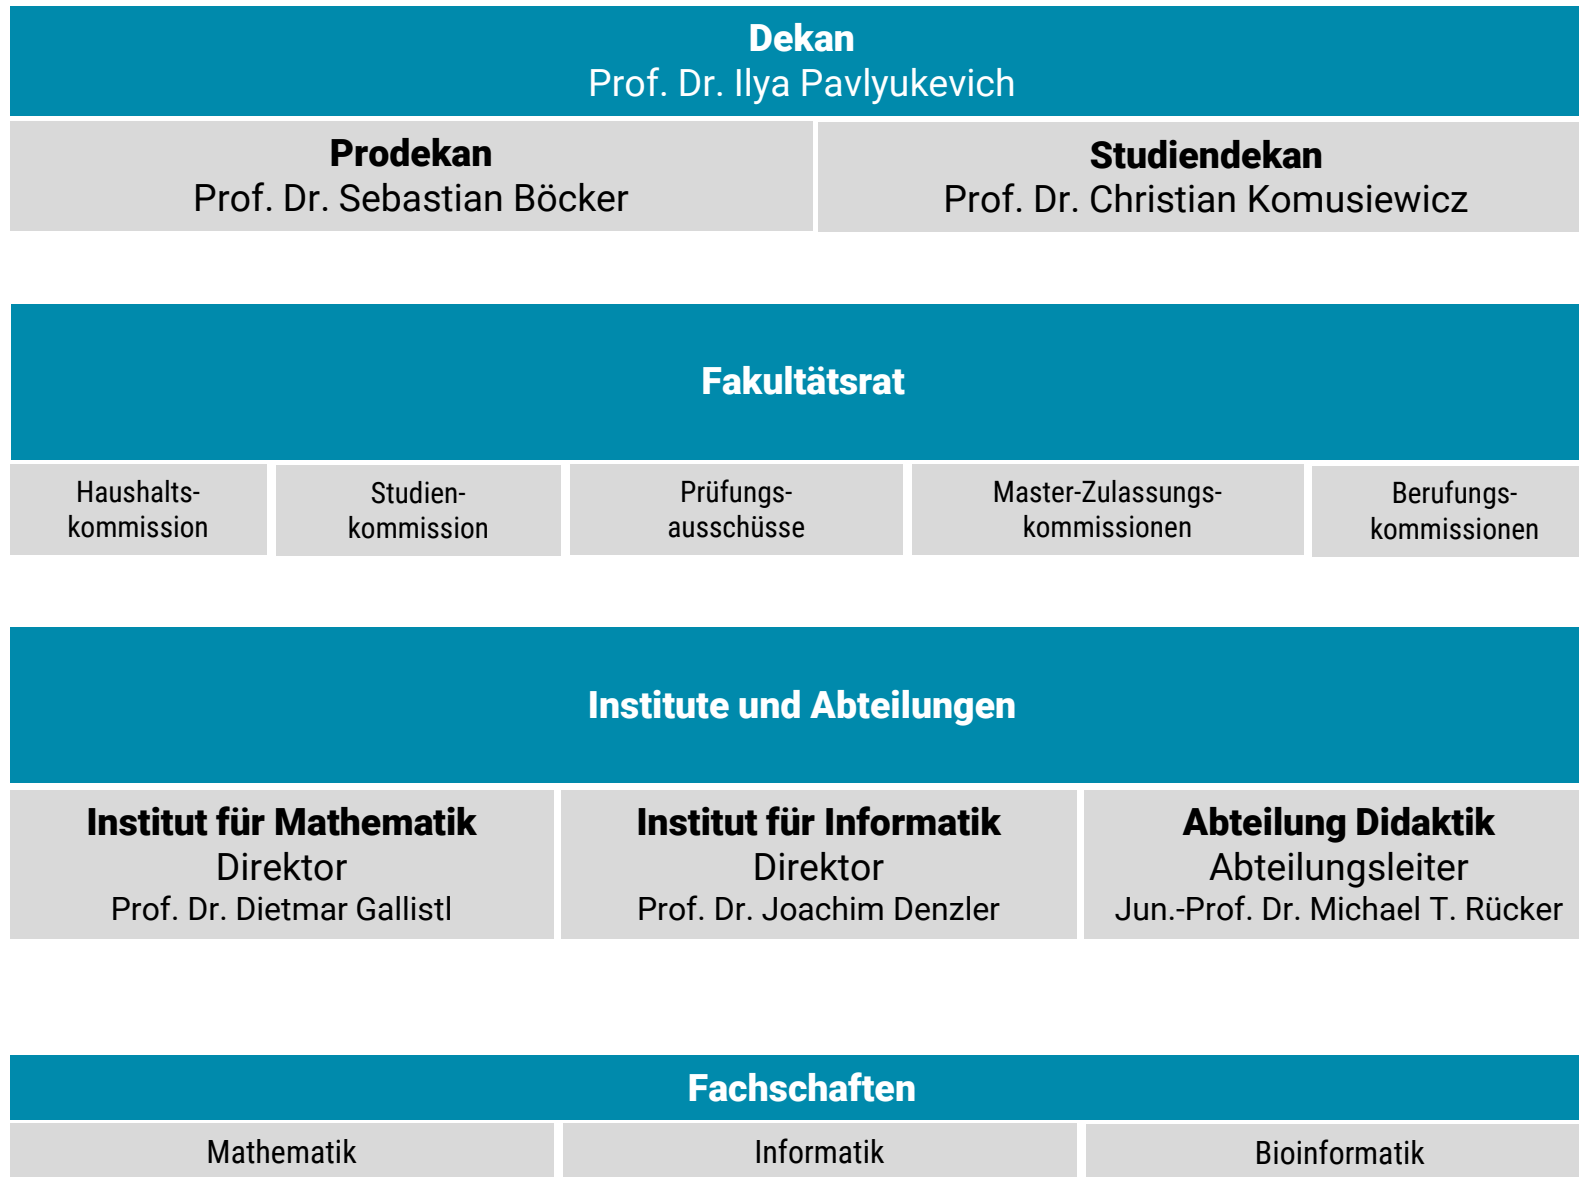 Dekan
Prof. Dr. Ilya Pavlyukevich
Prodekan
Prof. Dr. Sebastian Böcker
Studiendekan
Prof. Dr. Christian Komusiewicz
Fakultätsrat
Haushalts-
kommission
Studien-
kommission
Prüfungs-
ausschüsse
Master-Zulassungs-
kommissionen
Berufungs-
kommissionen
Institute und Abteilungen
Institut für Mathematik
Direktor
Prof. Dr. Dietmar Gallistl
Institut für Informatik
Direktor
Prof. Dr. Joachim Denzler
Abteilung Didaktik
Abteilungsleiter
Jun.-Prof. Dr. Michael T. Rücker
Fachschaften
Mathematik
Informatik
Bioinformatik